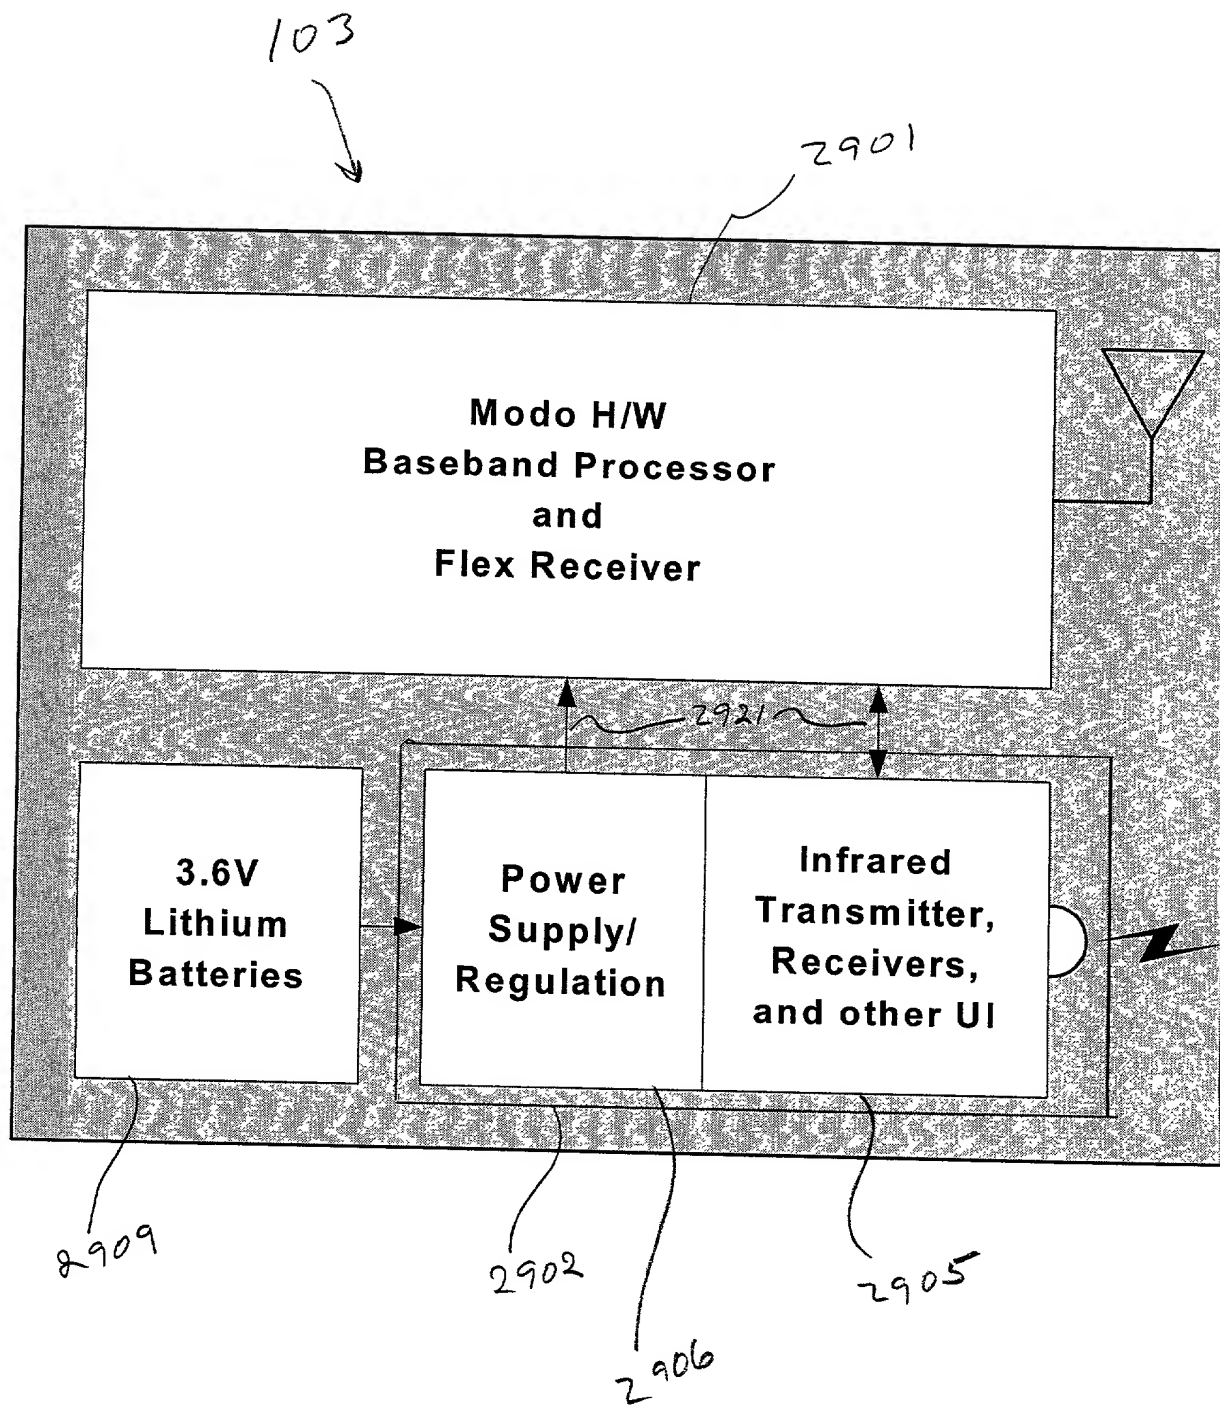 103
2901
Modo H/W
Baseband Processor
and
Flex Receiver
2921
3.6V
Lithium
Batteries
Power
Supply/
Regulation
Infrared
Transmitter,
Receivers,
and other UI
2909
2902
2905
2906